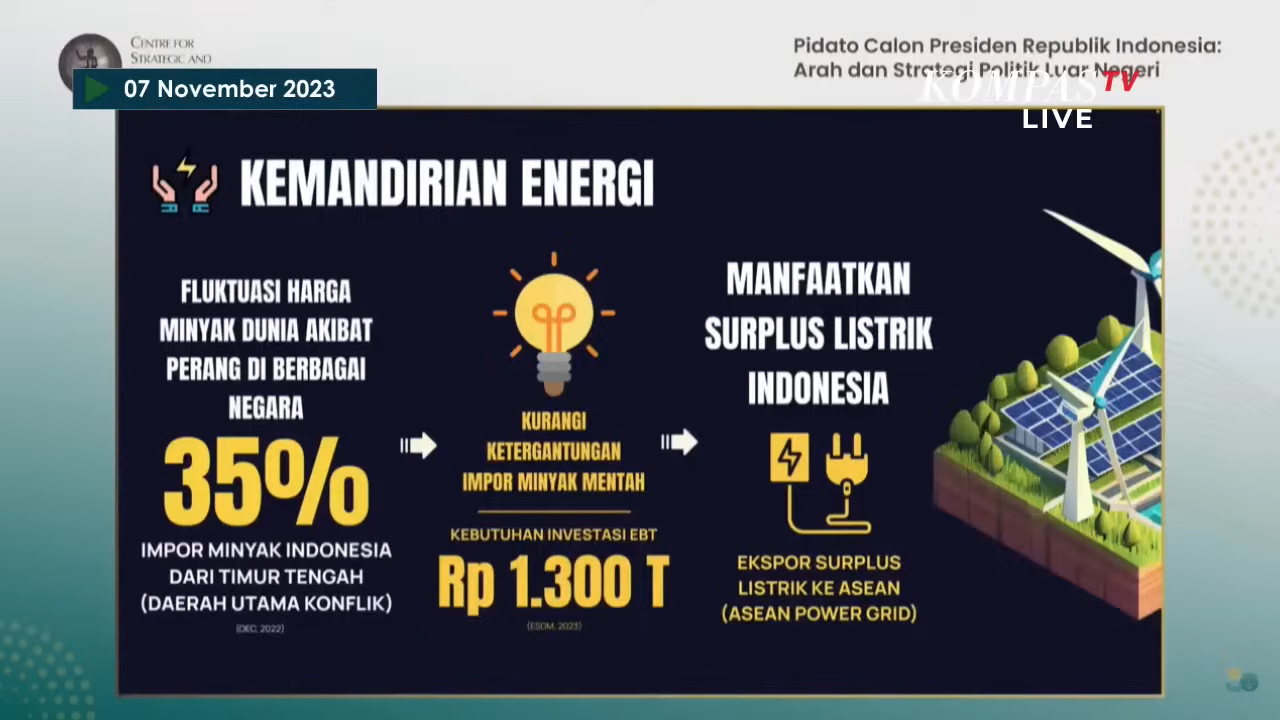 CENTRE FOR
STRATEGIC AND
07 November 2023
Pidato Calon Presiden Republik Indonesia:
Arah dan Strategi Politik Luar Negeri
KOMPAS TV
LIVE
KEMANDIRIAN ENERGI
FLUKTUASI HARGA
MINYAK DUNIA AKIBAT
PERANG DI BERBAGAI
NEGARA
35%
IMPOR MINYAK INDONESIA
DARI TIMUR TENGAH
(DAERAH UTAMA KONFLIK)
(DEC, 2022)
KURANGI
KETERGANTUNGAN
IMPOR MINYAK MENTAH
KEBUTUHAN INVESTASI EBT
Rp 1.300 T
(ESDM, 2023)
MANFAATKAN
SURPLUS LISTRIK
INDONESIA
EKSPOR SURPLUS
LISTRIK KE ASEAN
(ASEAN POWER GRID)